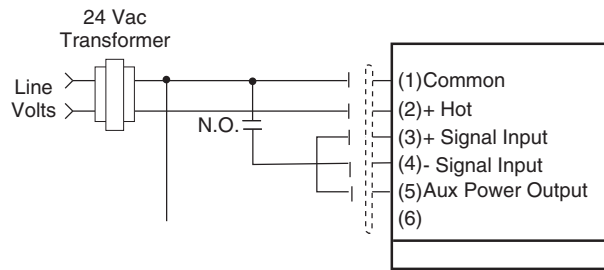 24 Vac
Transformer
Line
Volts
N.O.
(1)Common
(2)+ Hot
(3)+ Signal Input
(4)- Signal Input
(5)Aux Power Output
(6)